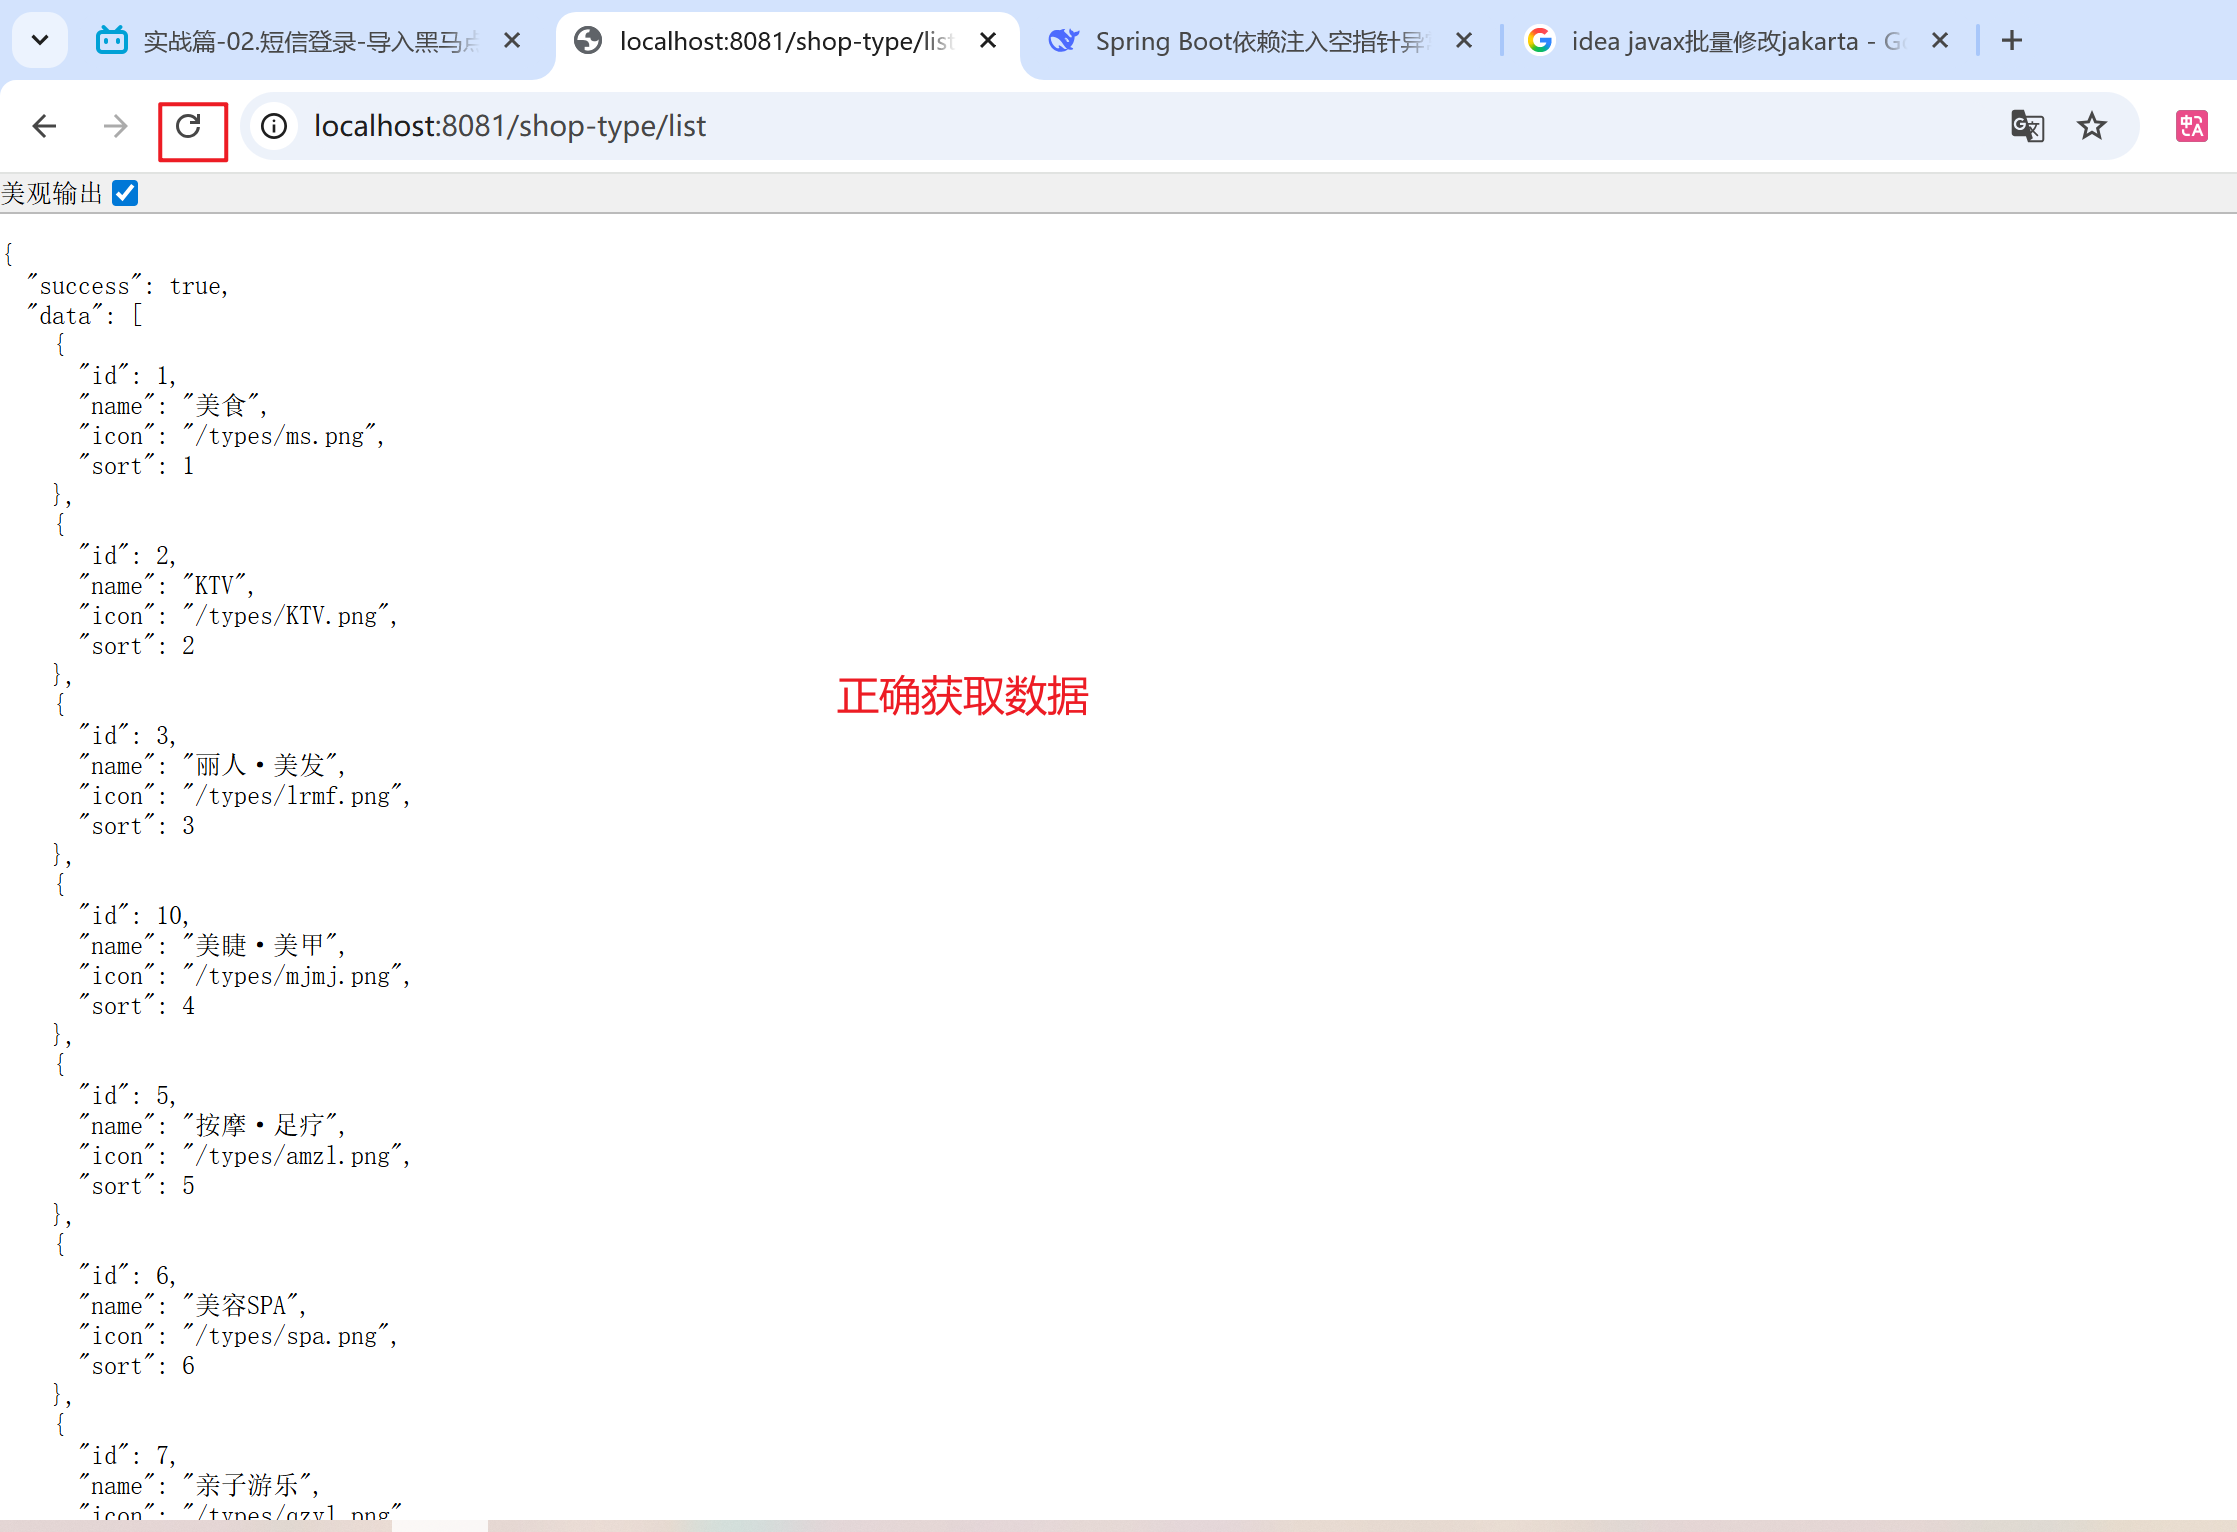 实战篇-02.短信登录-导入黑马
localhost:8081/shop-type/list
Spring Boot依赖注入空指针异
idea javax批量修改jakarta - G
localhost:8081/shop-type/list
美观输出
{
"success": true,
"data": [
{
"id": 1,
"name": "美食",
"icon": "/types/ms.png",
"sort": 1
},
{
"id": 2,
"name": "KTV",
"icon": "/types/KTV.png",
"sort": 2
},
{
"id": 3,
"name": "丽人·美发",
"icon": "/types/lrmf.png",
"sort": 3
},
{
"id": 10,
"name": "美睫·美甲",
"icon": "/types/mjmj.png",
"sort": 4
},
{
"id": 5,
"name": "按摩·足疗",
"icon": "/types/amzl.png",
"sort": 5
},
{
"id": 6,
"name": "美容SPA",
"icon": "/types/spa.png",
"sort": 6
},
{
"id": 7,
"name": "亲子游乐",
"icon": "/types/qzyl.png"
正确获取数据